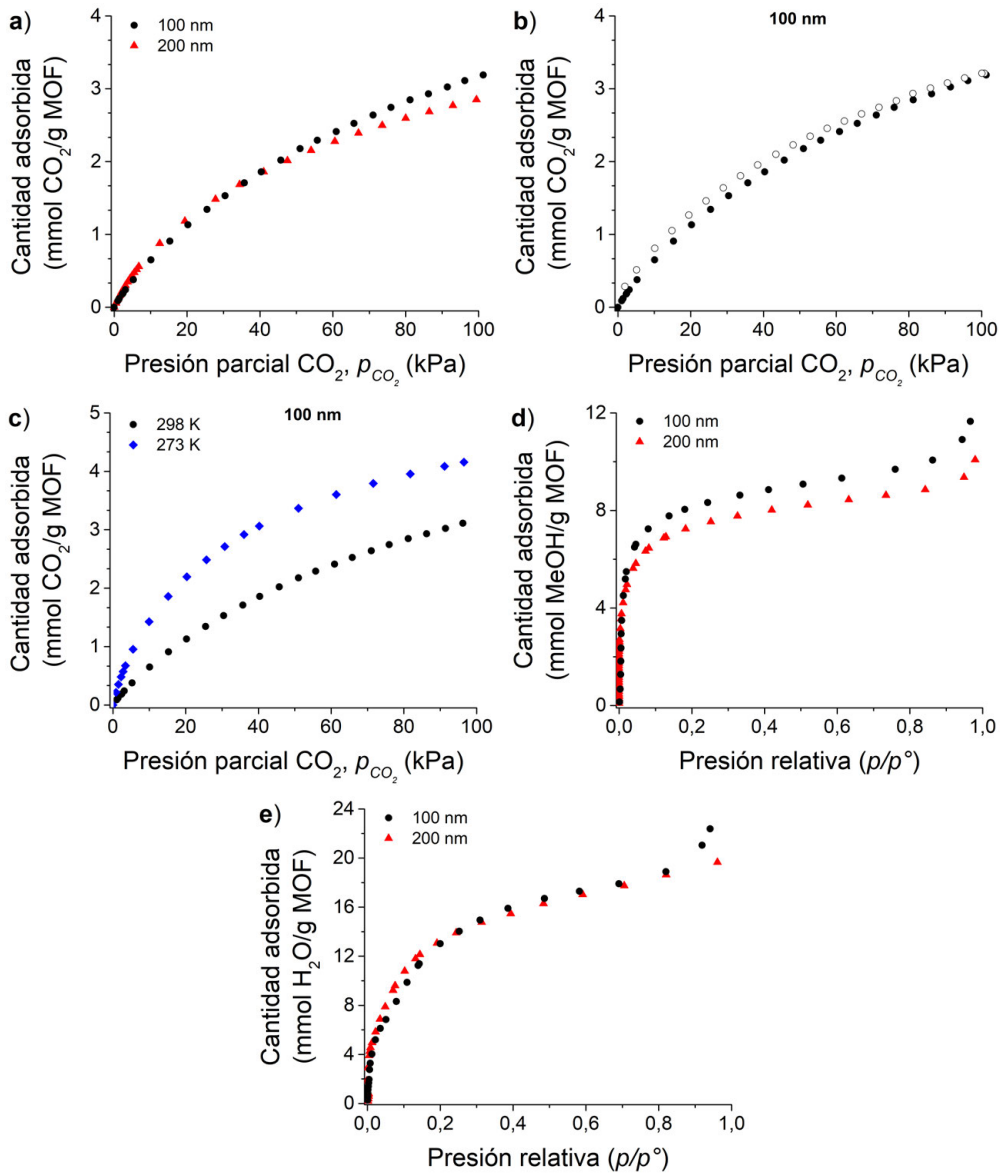 a)
100 nm
200 nm
Cantidad adsorbida
(mmol CO₂/g MOF)
4
3
2
1
0
0 20 40 60 80 100
Presión parcial CO₂, p_CO₂ (kPa)
b)
100 nm
Cantidad adsorbida
(mmol CO₂/g MOF)
4
3
2
1
0
0 20 40 60 80 100
Presión parcial CO₂, p_CO₂ (kPa)
c)
100 nm
298 K
273 K
Cantidad adsorbida
(mmol CO₂/g MOF)
5
4
3
2
1
0
0 20 40 60 80 100
Presión parcial CO₂, p_CO₂ (kPa)
d)
100 nm
200 nm
Cantidad adsorbida
(mmol MeOH/g MOF)
12
8
4
0
0,0 0,2 0,4 0,6 0,8 1,0
Presión relativa (p/p°)
e)
100 nm
200 nm
Cantidad adsorbida
(mmol H₂O/g MOF)
24
20
16
12
8
4
0
0,0 0,2 0,4 0,6 0,8 1,0
Presión relativa (p/p°)